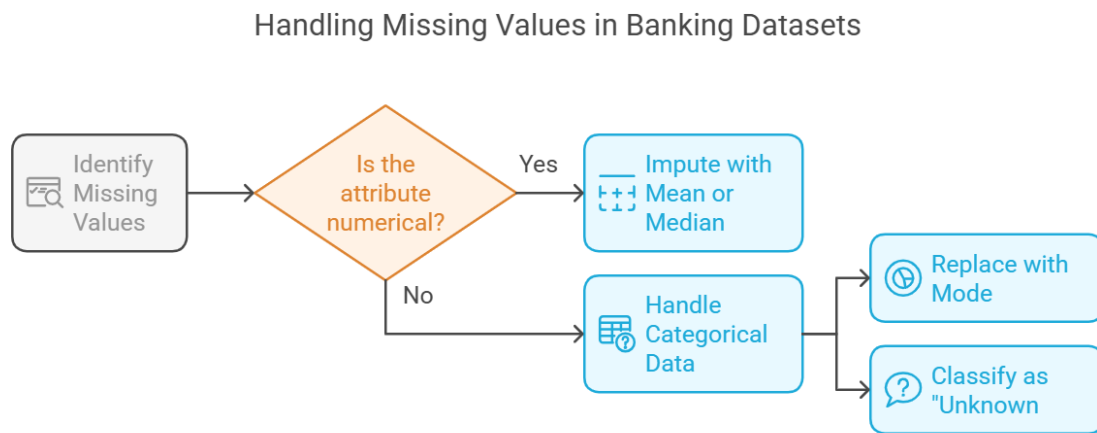 Handling Missing Values in Banking Datasets
Identify
Missing
Values
Is the
attribute
numerical?
Yes
Impute with
Mean or
Median
No
Handle
Categorical
Data
Replace with
Mode
Classify as
"Unknown